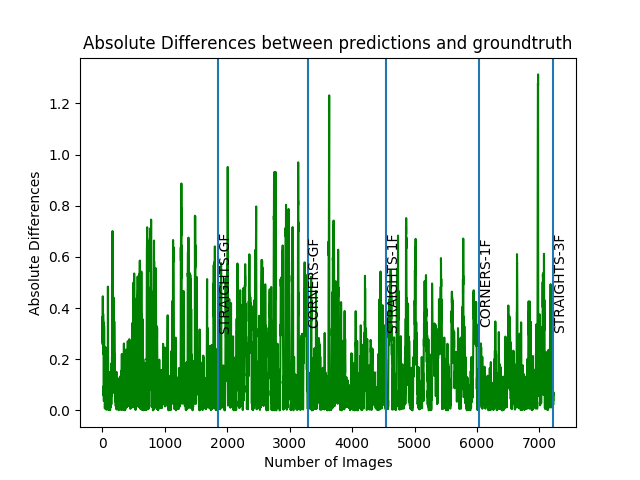 Absolute Differences between predictions and groundtruth
Absolute Differences
1.2
1.0
0.8
0.6
0.4
0.2
0.0
STRAIGHTS-GF
CORNERS-GF
STRAIGHTS-1F
CORNERS-1F
STRAIGHTS-3F
0 1000 2000 3000 4000 5000 6000 7000
Number of Images